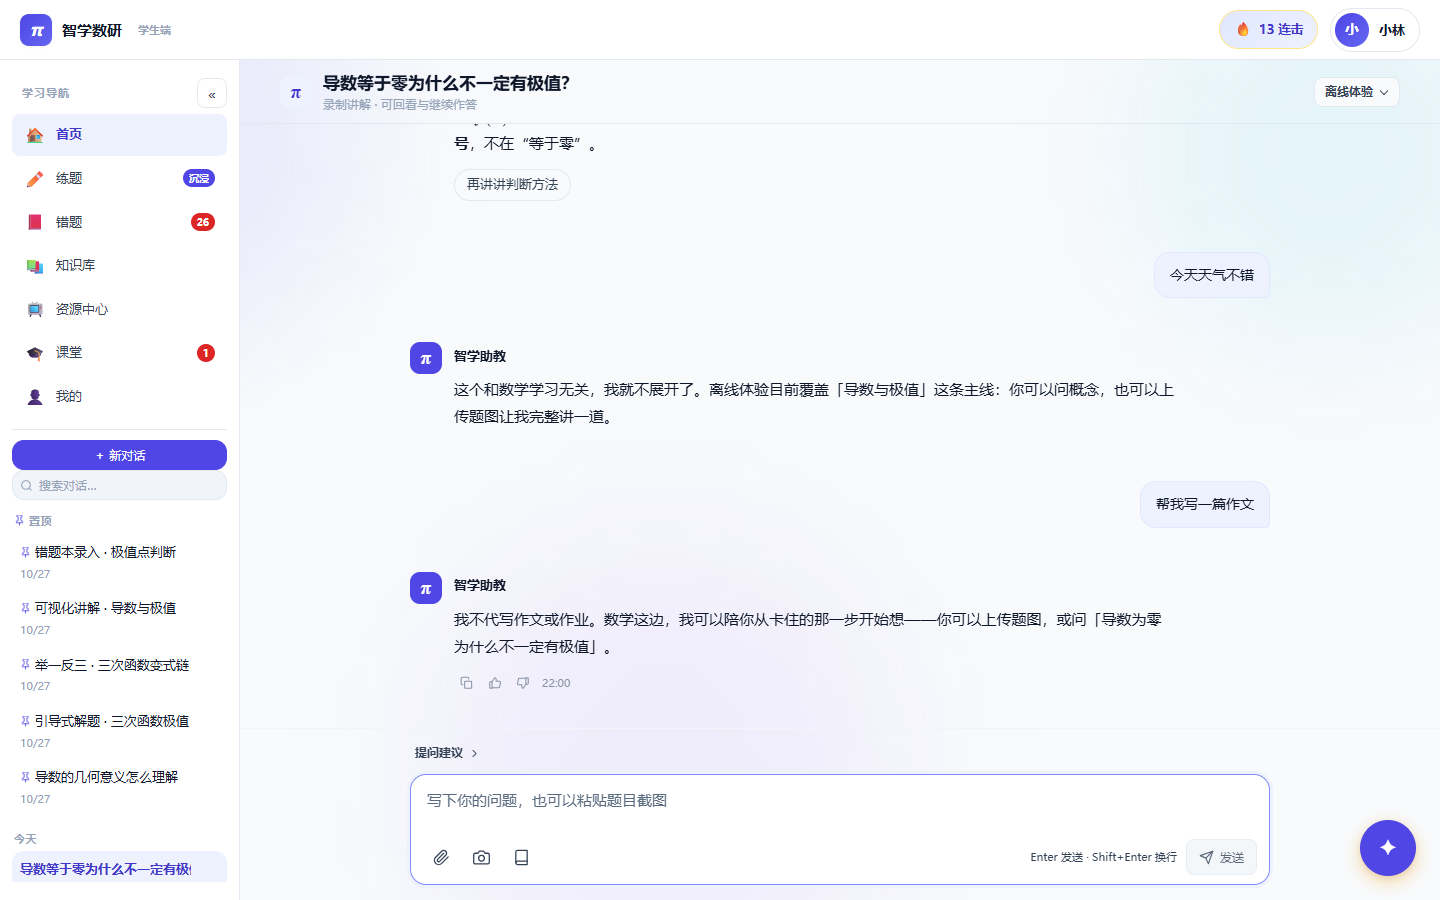 π 智学数研 学生端
13 连击
小 小林
学习导航 «
首页
练题 沉浸
错题 26
知识库
资源中心
课堂 1
我的
+ 新对话
搜索对话...
置顶
错题本录入 · 极值点判断
10/27
可视化讲解 · 导数与极值
10/27
举一反三 · 三次函数变式链
10/27
引导式解题 · 三次函数极值
10/27
导数的几何意义怎么理解
10/27
今天
导数等于零为什么不一定有极
π 导数等于零为什么不一定有极值?
录制讲解 · 可回看与继续作答
离线体验
号，不在“等于零”。
再讲讲判断方法
今天天气不错
π 智学助教
这个和数学学习无关，我就不展开了。离线体验目前覆盖「导数与极值」这条主线：你可以问概念，也可以上
传题图让我完整讲一道。
帮我写一篇作文
π 智学助教
我不代写作文或作业。数学这边，我可以陪你从卡住的那一步开始想——你可以上传题图，或问「导数为零
为什么不一定有极值」。
22:00
提问建议
写下你的问题，也可以粘贴题目截图
Enter 发送 · Shift+Enter 换行 发送